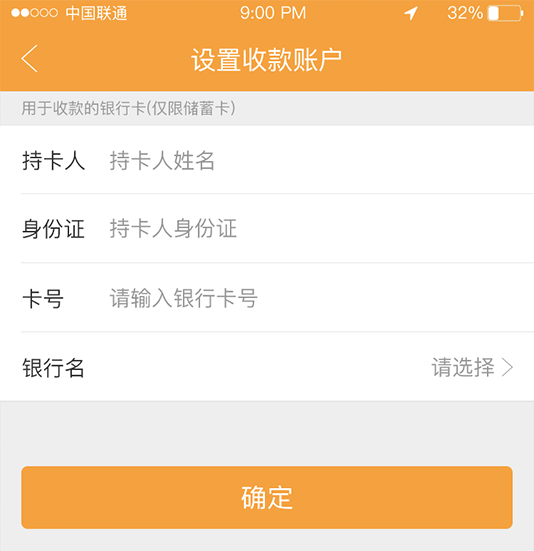 中国联通 9:00 PM 32%
设置收款账户
用于收款的银行卡(仅限储蓄卡)
持卡人 持卡人姓名
身份证 持卡人身份证
卡号 请输入银行卡号
银行名 请选择
确定